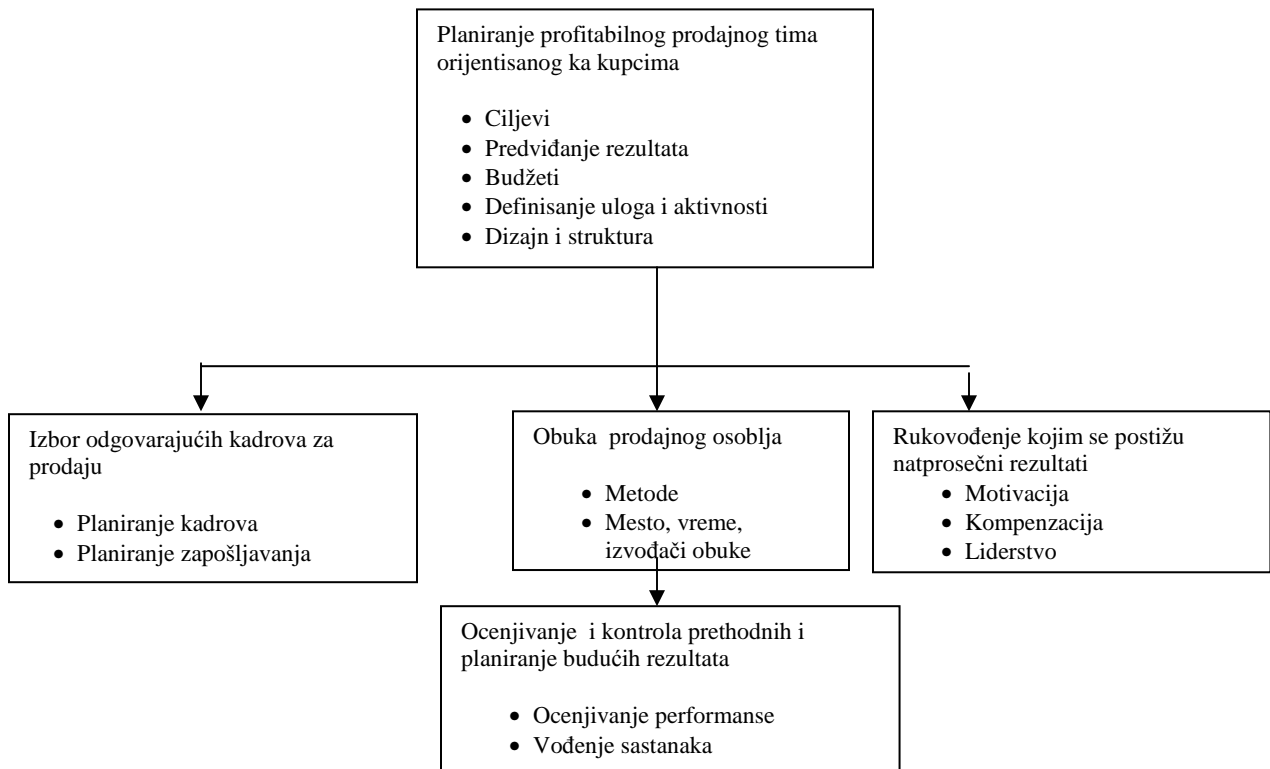 Planiranje profitabilnog prodajnog tima
orijentisanog ka kupcima
• Ciljevi
• Predviđanje rezultata
• Budžeti
• Definisanje uloga i aktivnosti
• Dizajn i struktura
Izbor odgovarajućih kadrova za
prodaju
• Planiranje kadrova
• Planiranje zapošljavanja
Obuka  prodajnog osoblja
• Metode
• Mesto, vreme,
izvođači obuke
Rukovođenje kojim se postižu
natprosečni rezultati
• Motivacija
• Kompenzacija
• Liderstvo
Ocenjivanje  i kontrola prethodnih i
planiranje budućih rezultata
• Ocenjivanje performanse
• Vođenje sastanaka